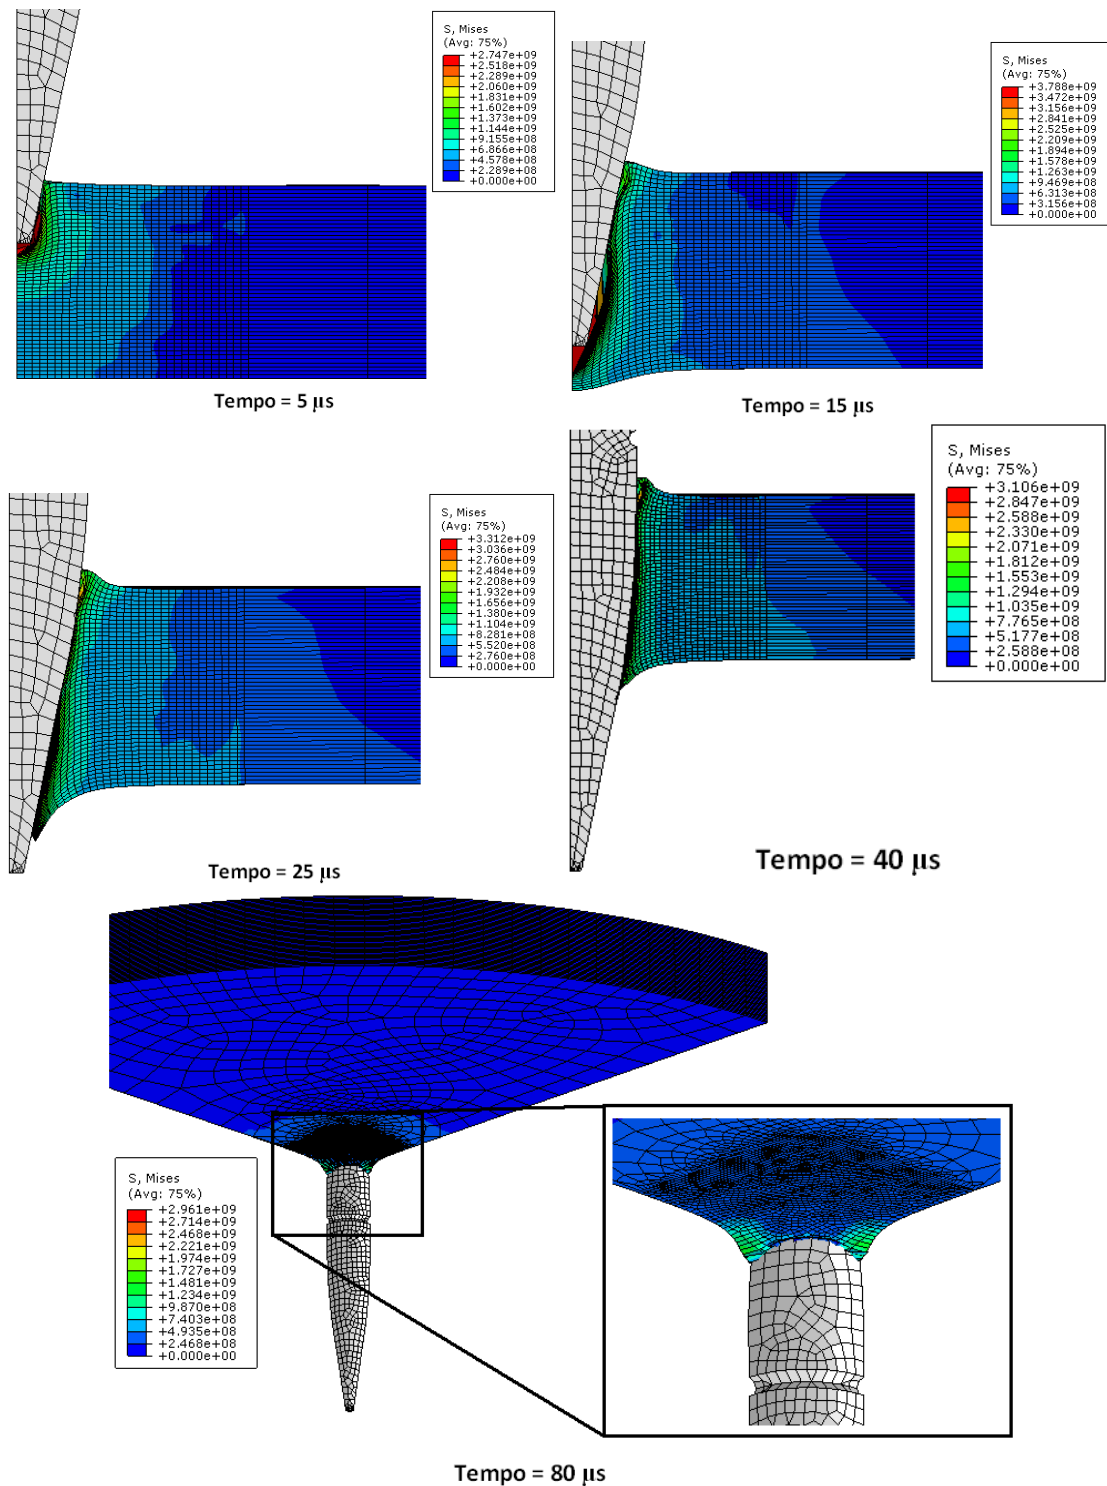 S, Mises
(Avg: 75%)
+2.747e+09
+2.518e+09
+2.289e+09
+2.060e+09
+1.831e+09
+1.602e+09
+1.373e+09
+1.144e+09
+9.155e+08
+6.866e+08
+4.578e+08
+2.289e+08
+0.000e+00
Tempo = 5 μs
S, Mises
(Avg: 75%)
+3.788e+09
+3.472e+09
+3.156e+09
+2.841e+09
+2.525e+09
+2.209e+09
+1.894e+09
+1.578e+09
+1.263e+09
+9.469e+08
+6.313e+08
+3.156e+08
+0.000e+00
Tempo = 15 μs
S, Mises
(Avg: 75%)
+3.312e+09
+3.036e+09
+2.760e+09
+2.484e+09
+2.208e+09
+1.932e+09
+1.656e+09
+1.380e+09
+1.104e+09
+8.281e+08
+5.520e+08
+2.760e+08
+0.000e+00
Tempo = 25 μs
S, Mises
(Avg: 75%)
+3.106e+09
+2.847e+09
+2.588e+09
+2.330e+09
+2.071e+09
+1.812e+09
+1.553e+09
+1.294e+09
+1.035e+09
+7.765e+08
+5.177e+08
+2.588e+08
+0.000e+00
Tempo = 40 μs
S, Mises
(Avg: 75%)
+2.961e+09
+2.714e+09
+2.468e+09
+2.221e+09
+1.974e+09
+1.727e+09
+1.481e+09
+1.234e+09
+9.870e+08
+7.403e+08
+4.935e+08
+2.468e+08
+0.000e+00
Tempo = 80 μs